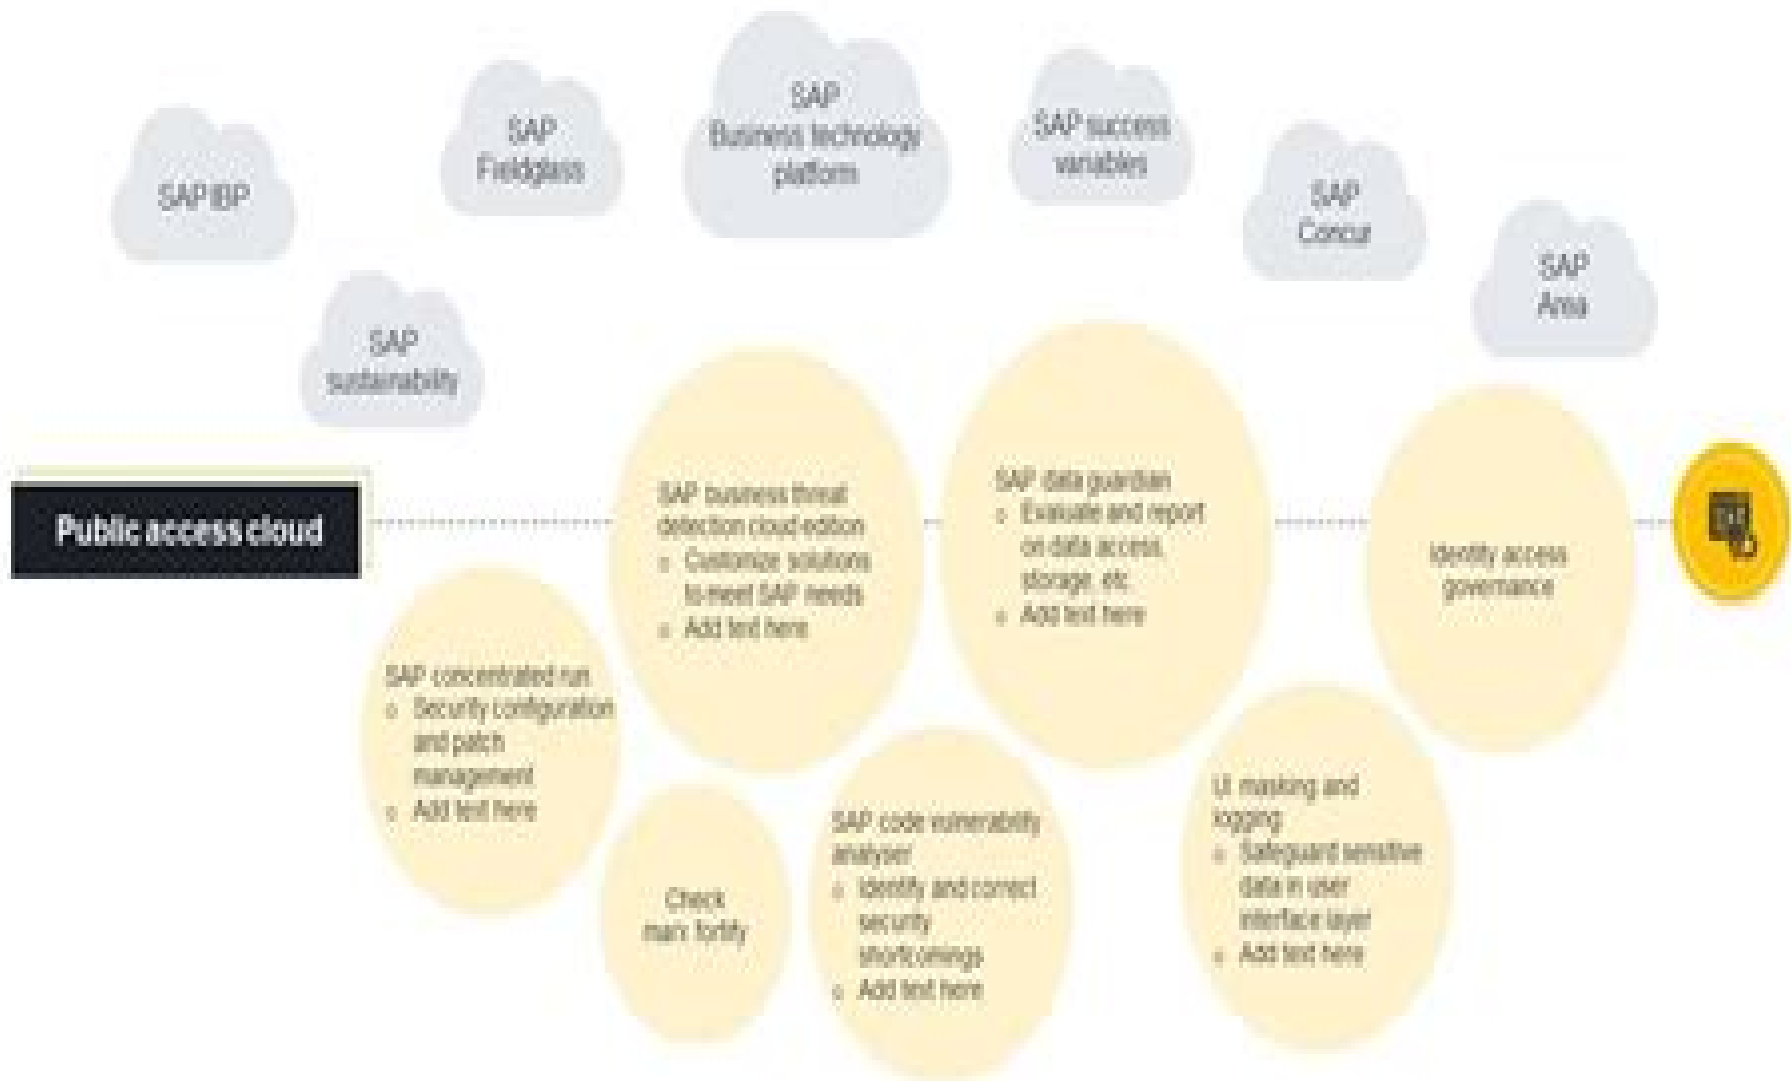 SAP IBP
SAP
Fieldglass
SAP
Business technology
platform
SAP success
variables
SAP
Concur
SAP
Area
SAP
sustainability
Public access cloud
SAP business threat
detection cloud edition
o Customize solutions
to meet SAP needs
o Add text here
SAP data guardian
o Evaluate and report
on data access,
storage, etc.
o Add text here
Identity access
governance
SAP concentrated run
o Security configuration
and patch
management
o Add text here
Check
fortify
SAP code vulnerability
analyser
o Identify and correct
security
shortcomings
o Add text here
UI masking and
logging
o Safeguard sensitive
data in user
interface layer
o Add text here